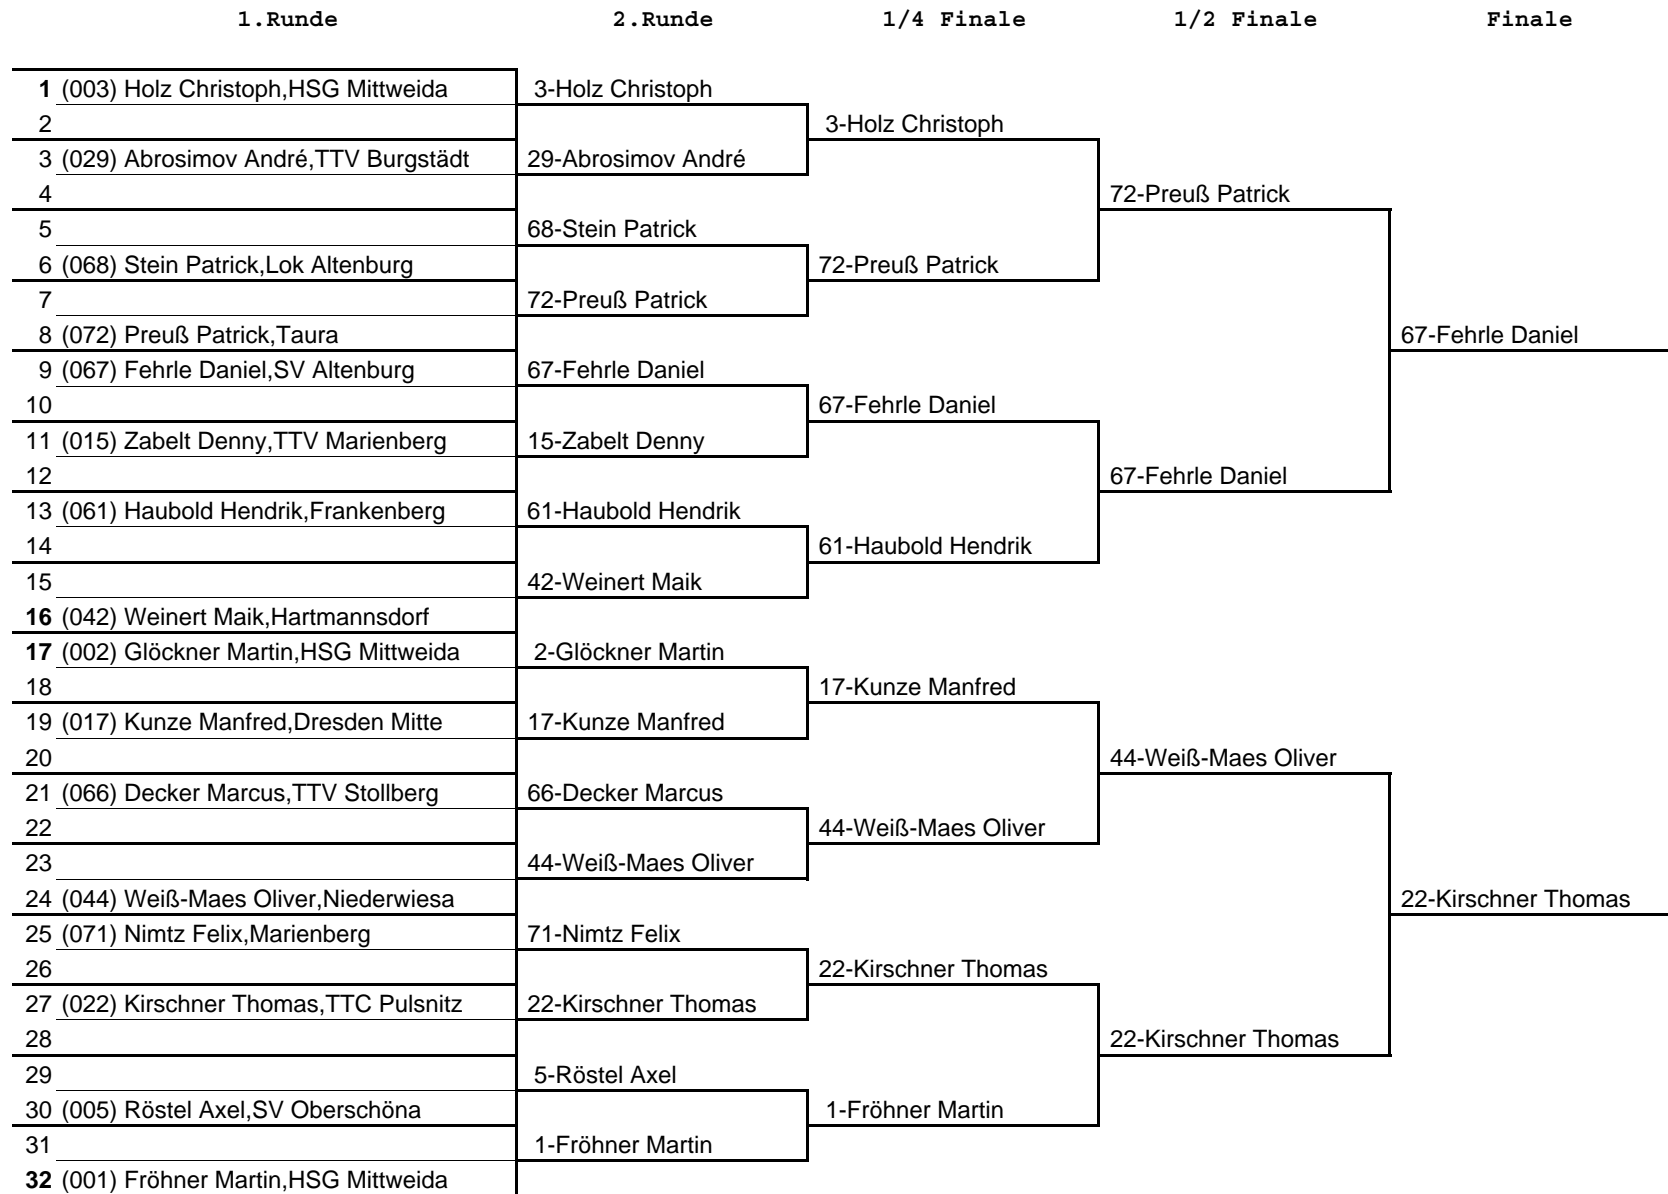 1.Runde 2.Runde 1/4 Finale 1/2 Finale Finale
1 (003) Holz Christoph,HSG Mittweida 3-Holz Christoph
2 3-Holz Christoph
3 (029) Abrosimov André,TTV Burgstädt 29-Abrosimov André
4 72-Preuß Patrick
5 68-Stein Patrick
6 (068) Stein Patrick,Lok Altenburg 72-Preuß Patrick
7 72-Preuß Patrick
8 (072) Preuß Patrick,Taura 67-Fehrle Daniel
9 (067) Fehrle Daniel,SV Altenburg 67-Fehrle Daniel
10 67-Fehrle Daniel
11 (015) Zabelt Denny,TTV Marienberg 15-Zabelt Denny
12 67-Fehrle Daniel
13 (061) Haubold Hendrik,Frankenberg 61-Haubold Hendrik
14 61-Haubold Hendrik
15 42-Weinert Maik
16 (042) Weinert Maik,Hartmannsdorf
17 (002) Glöckner Martin,HSG Mittweida 2-Glöckner Martin
18 17-Kunze Manfred
19 (017) Kunze Manfred,Dresden Mitte 17-Kunze Manfred
20 44-Weiß-Maes Oliver
21 (066) Decker Marcus,TTV Stollberg 66-Decker Marcus
22 44-Weiß-Maes Oliver
23 44-Weiß-Maes Oliver
24 (044) Weiß-Maes Oliver,Niederwiesa 22-Kirschner Thomas
25 (071) Nimtz Felix,Marienberg 71-Nimtz Felix
26 22-Kirschner Thomas
27 (022) Kirschner Thomas,TTC Pulsnitz 22-Kirschner Thomas
28 22-Kirschner Thomas
29 5-Röstel Axel
30 (005) Röstel Axel,SV Oberschöna 1-Fröhner Martin
31 1-Fröhner Martin
32 (001) Fröhner Martin,HSG Mittweida